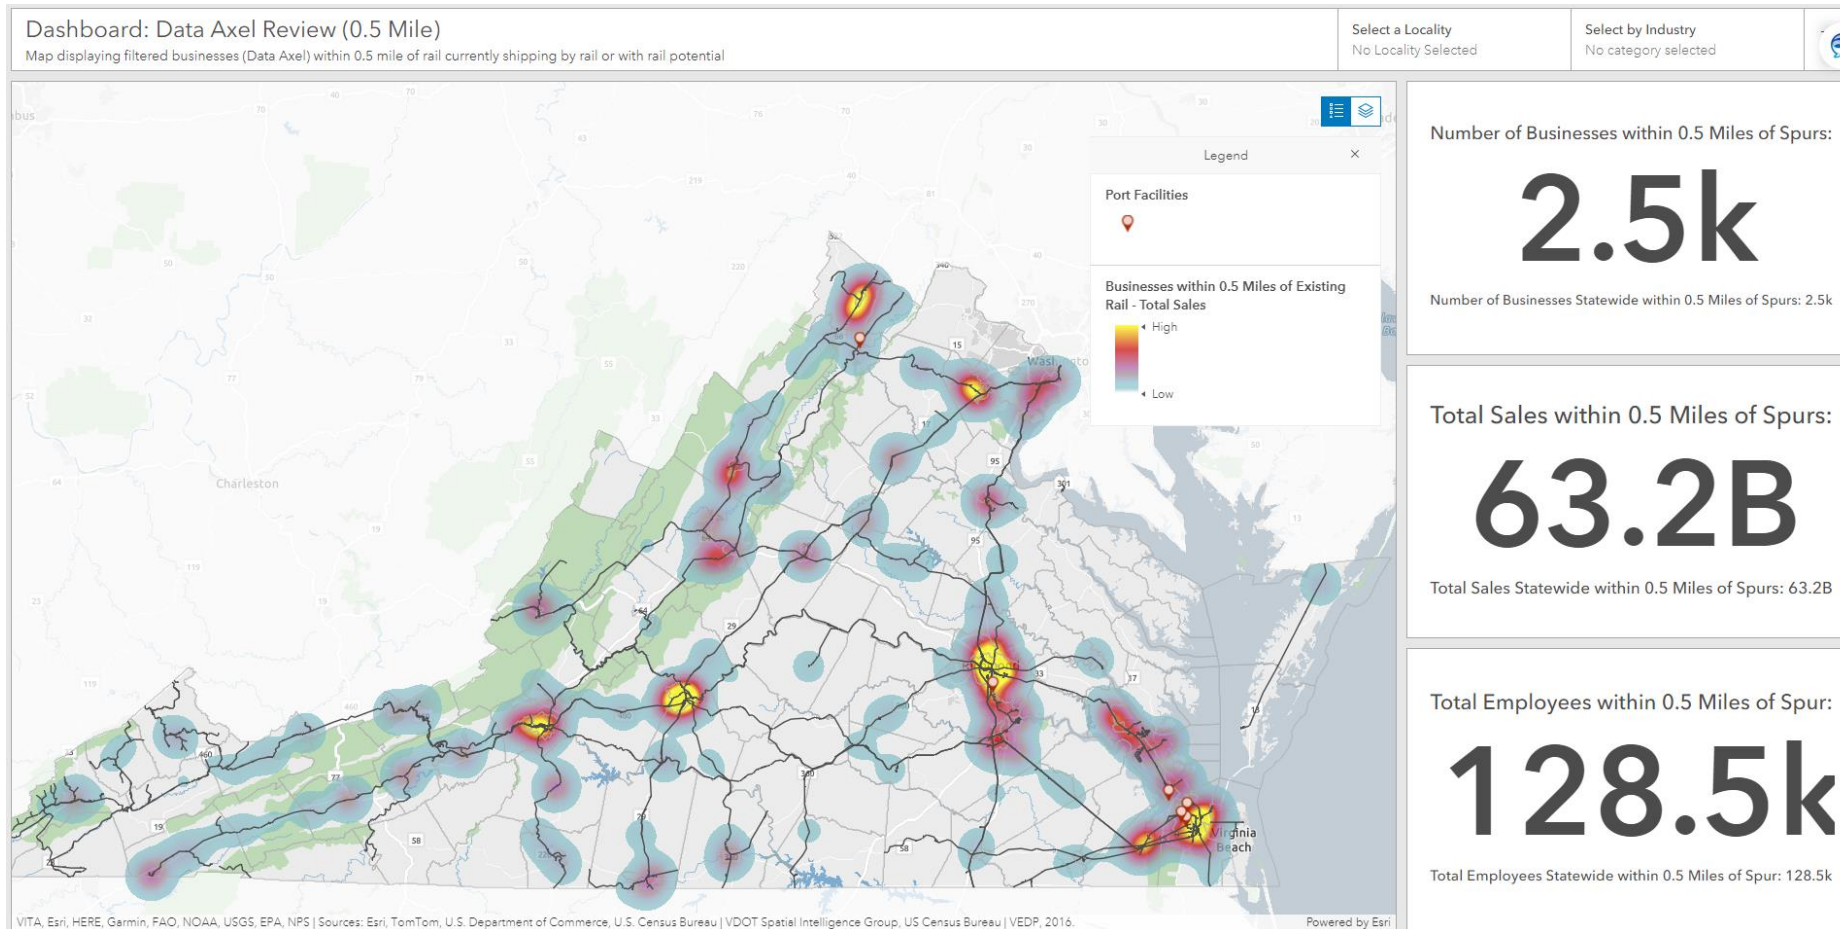 Dashboard: Data Axel Review (0.5 Mile)
Map displaying filtered businesses (Data Axel) within 0.5 mile of rail currently shipping by rail or with rail potential
Select a Locality
No Locality Selected
Select by Industry
No category selected
Legend
Port Facilities
Businesses within 0.5 Miles of Existing
Rail - Total Sales
High
Low
Charleston
Virginia
Beach
Number of Businesses within 0.5 Miles of Spurs:
2.5k
Number of Businesses Statewide within 0.5 Miles of Spurs: 2.5k
Total Sales within 0.5 Miles of Spurs:
63.2B
Total Sales Statewide within 0.5 Miles of Spurs: 63.2B
Total Employees within 0.5 Miles of Spur:
128.5k
Total Employees Statewide within 0.5 Miles of Spur: 128.5k
VITA, Esri, HERE, Garmin, FAO, NOAA, USGS, EPA, NPS | Sources: Esri, TomTom, U.S. Department of Commerce, U.S. Census Bureau | VDOT Spatial Intelligence Group, US Census Bureau | VEDP, 2016.
Powered by Esri